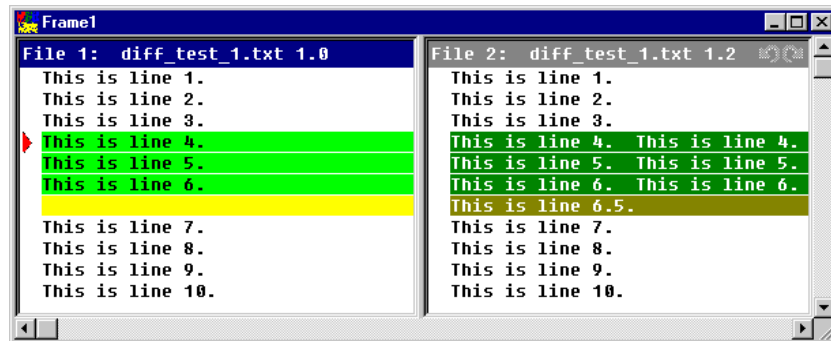 Frame1
File 1:  diff_test_1.txt 1.0
This is line 1.
This is line 2.
This is line 3.
This is line 4.
This is line 5.
This is line 6.
This is line 7.
This is line 8.
This is line 9.
This is line 10.
File 2:  diff_test_1.txt 1.2
This is line 1.
This is line 2.
This is line 3.
This is line 4.  This is line 4.
This is line 5.  This is line 5.
This is line 6.  This is line 6.
This is line 6.5.
This is line 7.
This is line 8.
This is line 9.
This is line 10.